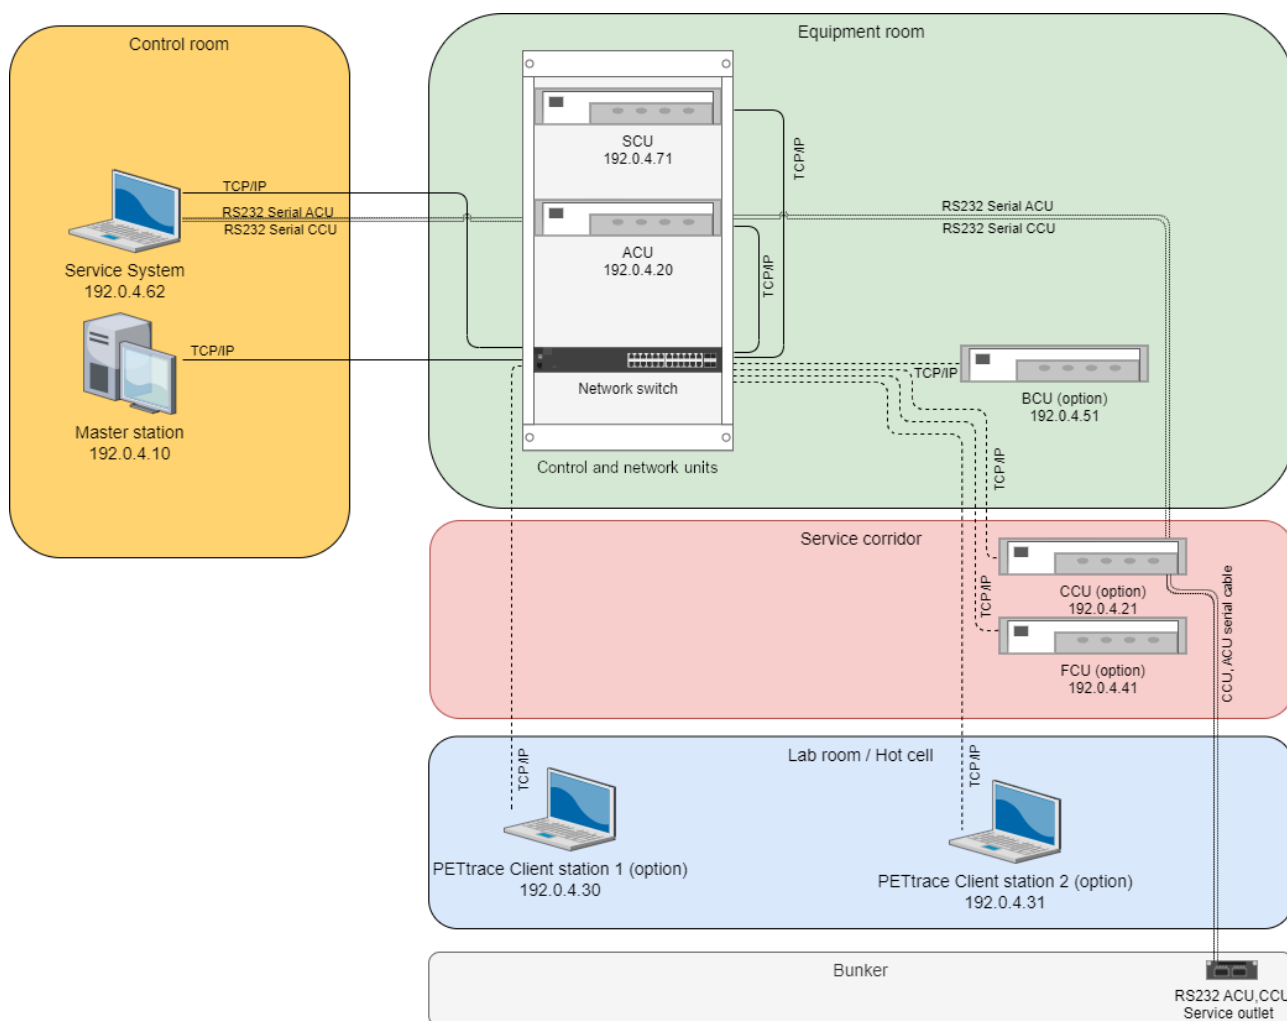 Control room
Equipment room
SCU
192.0.4.71
TCP/IP
TCP/IP
RS232 Serial ACU
RS232 Serial CCU
RS232 Serial ACU
RS232 Serial CCU
ACU
192.0.4.20
TCP/IP
Service System
192.0.4.62
TCP/IP
Master station
192.0.4.10
Network switch
TCP/IP
BCU (option)
192.0.4.51
Control and network units
TCP/IP
Service corridor
CCU (option)
192.0.4.21
TCP/IP
FCU (option)
192.0.4.41
CCU, ACU serial cable
Lab room / Hot cell
TCP/IP
TCP/IP
PETtrace Client station 1 (option)
192.0.4.30
PETtrace Client station 2 (option)
192.0.4.31
Bunker
RS232 ACU,CCU
Service outlet